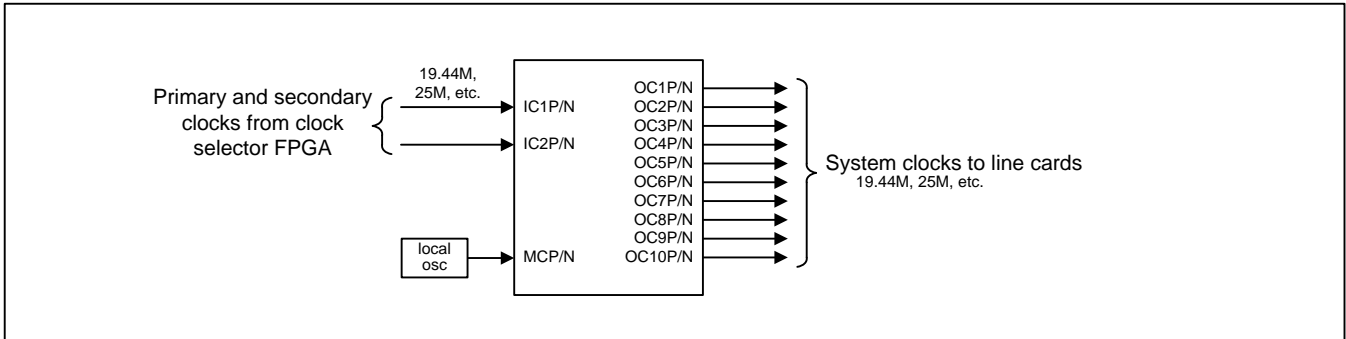 Primary and secondary
clocks from clock
selector FPGA
19.44M,
25M, etc.
IC1P/N
IC2P/N
local
osc
MCP/N
OC1P/N
OC2P/N
OC3P/N
OC4P/N
OC5P/N
OC6P/N
OC7P/N
OC8P/N
OC9P/N
OC10P/N
System clocks to line cards
19.44M, 25M, etc.